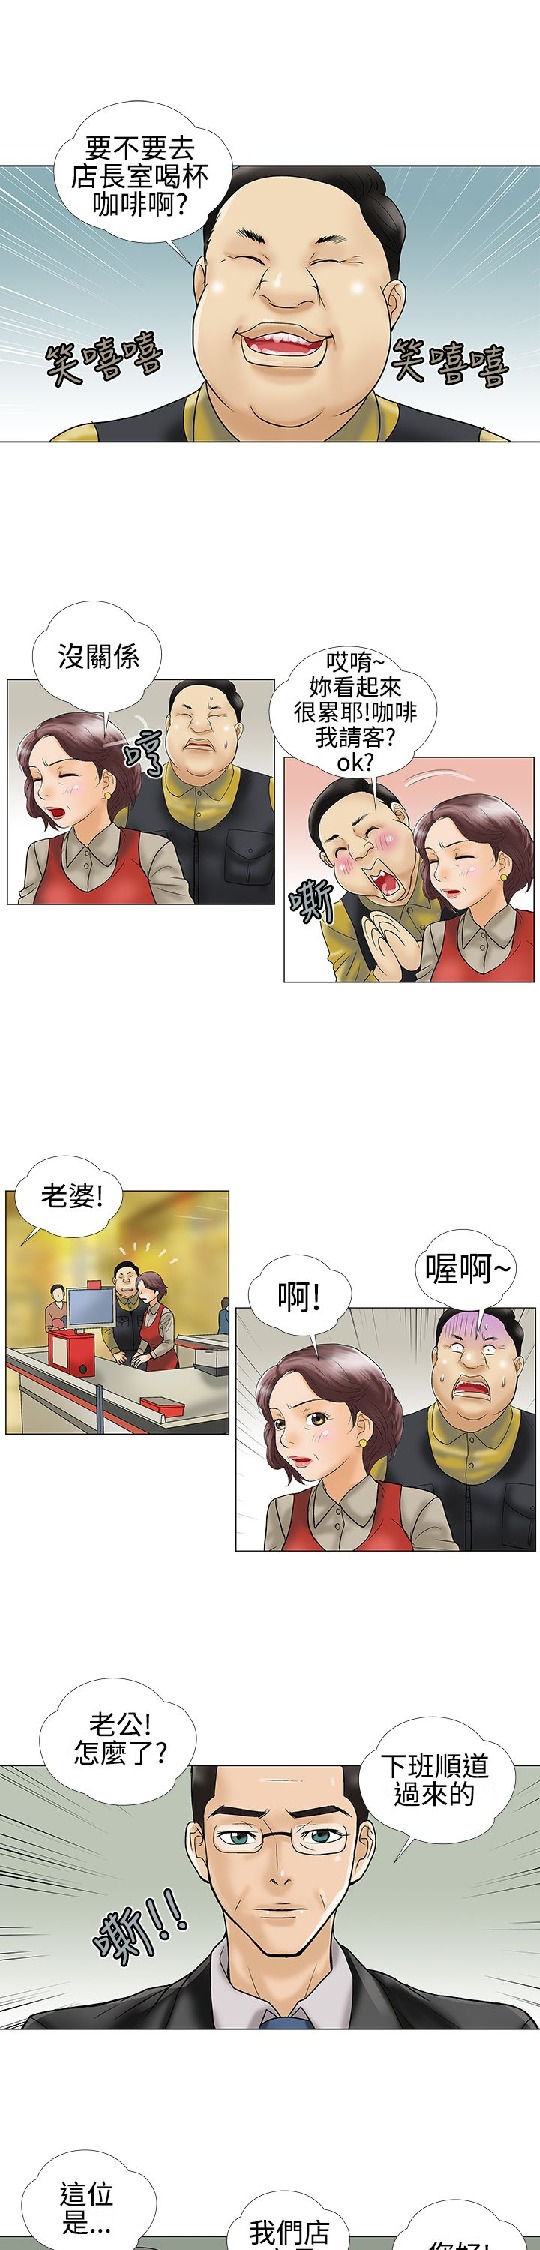 要不要去
店長室喝杯
咖啡啊?
笑嘻嘻
笑嘻嘻
沒關係
哼
哎唷~
妳看起來
很累耶!咖啡
我請客?
ok?
嘶
老婆!
啊!
喔啊~
老公!
怎麼了?
下班順道
過來的
嘶!!
這位
是...
我們店
您好!